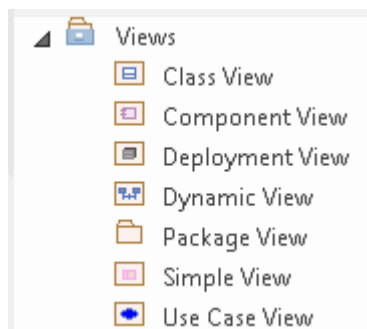 Views
Class View
Component View
Deployment View
Dynamic View
Package View
Simple View
Use Case View